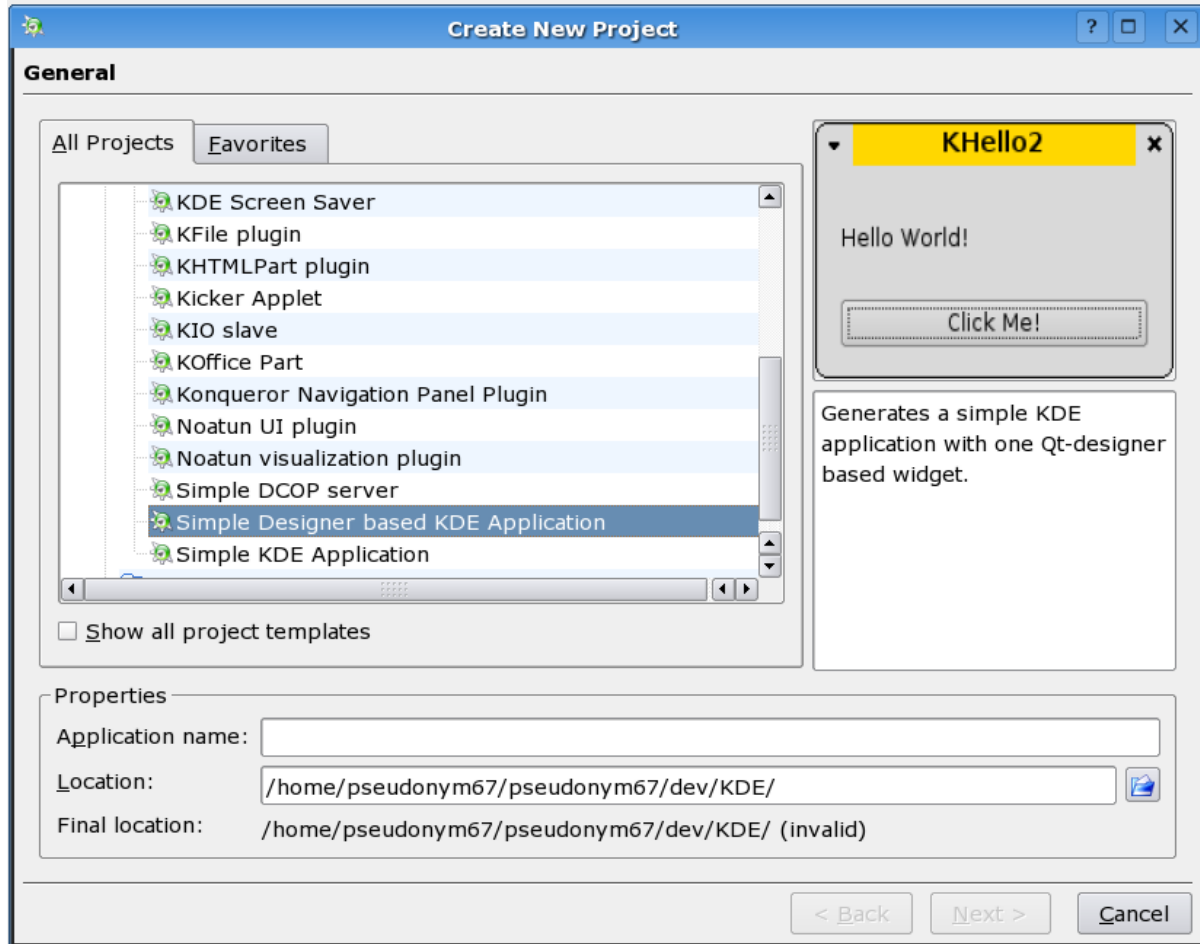 Create New Project
?
General
All Projects
Favorites
KDE Screen Saver
KFile plugin
KHTMLPart plugin
Kicker Applet
KIO slave
KOffice Part
Konqueror Navigation Panel Plugin
Noatun UI plugin
Noatun visualization plugin
Simple DCOP server
Simple Designer based KDE Application
Simple KDE Application
Show all project templates
KHello2
Hello World!
Click Me!
Generates a simple KDE
application with one Qt-designer
based widget.
Properties
Application name:
Location:
/home/pseudonym67/pseudonym67/dev/KDE/
Final location:
/home/pseudonym67/pseudonym67/dev/KDE/ (invalid)
< Back
Next >
Cancel